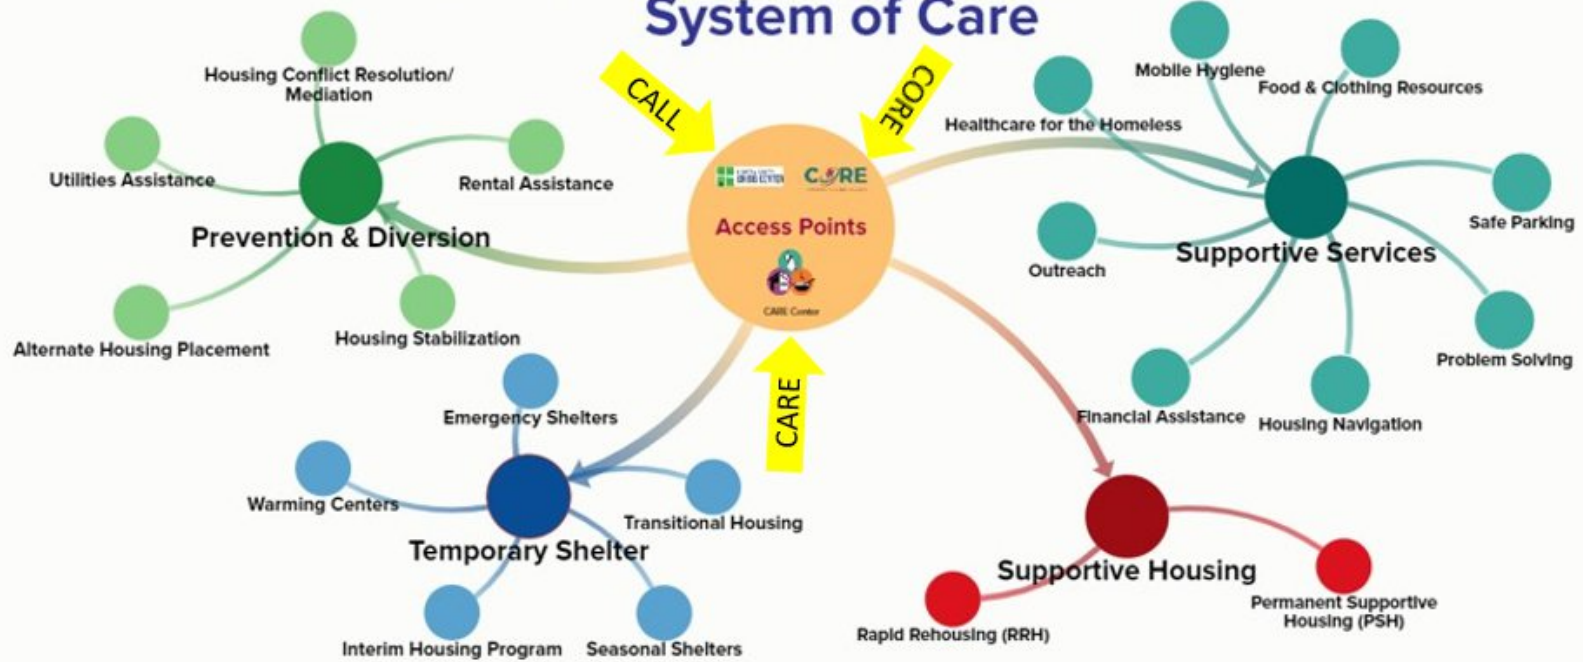 System of Care
CALL
CORE
CARE
CORE
Access Points
CARE Center
Housing Conflict Resolution/
Mediation
Utilities Assistance
Rental Assistance
Prevention & Diversion
Alternate Housing Placement
Housing Stabilization
Emergency Shelters
Warming Centers
Transitional Housing
Temporary Shelter
Interim Housing Program
Seasonal Shelters
Mobile Hygiene
Food & Clothing Resources
Healthcare for the Homeless
Safe Parking
Outreach
Supportive Services
Problem Solving
Financial Assistance
Housing Navigation
Supportive Housing
Rapid Rehousing (RRH)
Permanent Supportive
Housing (PSH)